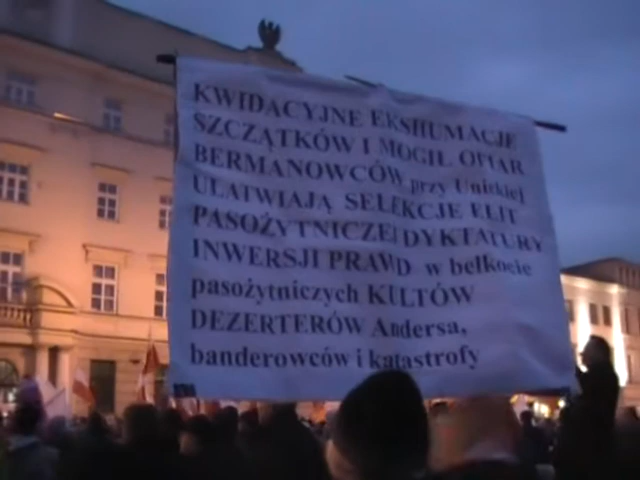 KWIDACYJNE EKSHUMACJE
SZCZĄTKÓW I MOGIŁ OFIAR
BERMANOWCÓW przy Unickiej
UŁATWIAJĄ SELEKCJE ELIT
PASOŻYTNICZEJ DYKTATURY
INWERSJI PRAWD w bełkocie
pasożytniczych KULTÓW
DEZERTERÓW Andersa,
banderowców i katastrofy